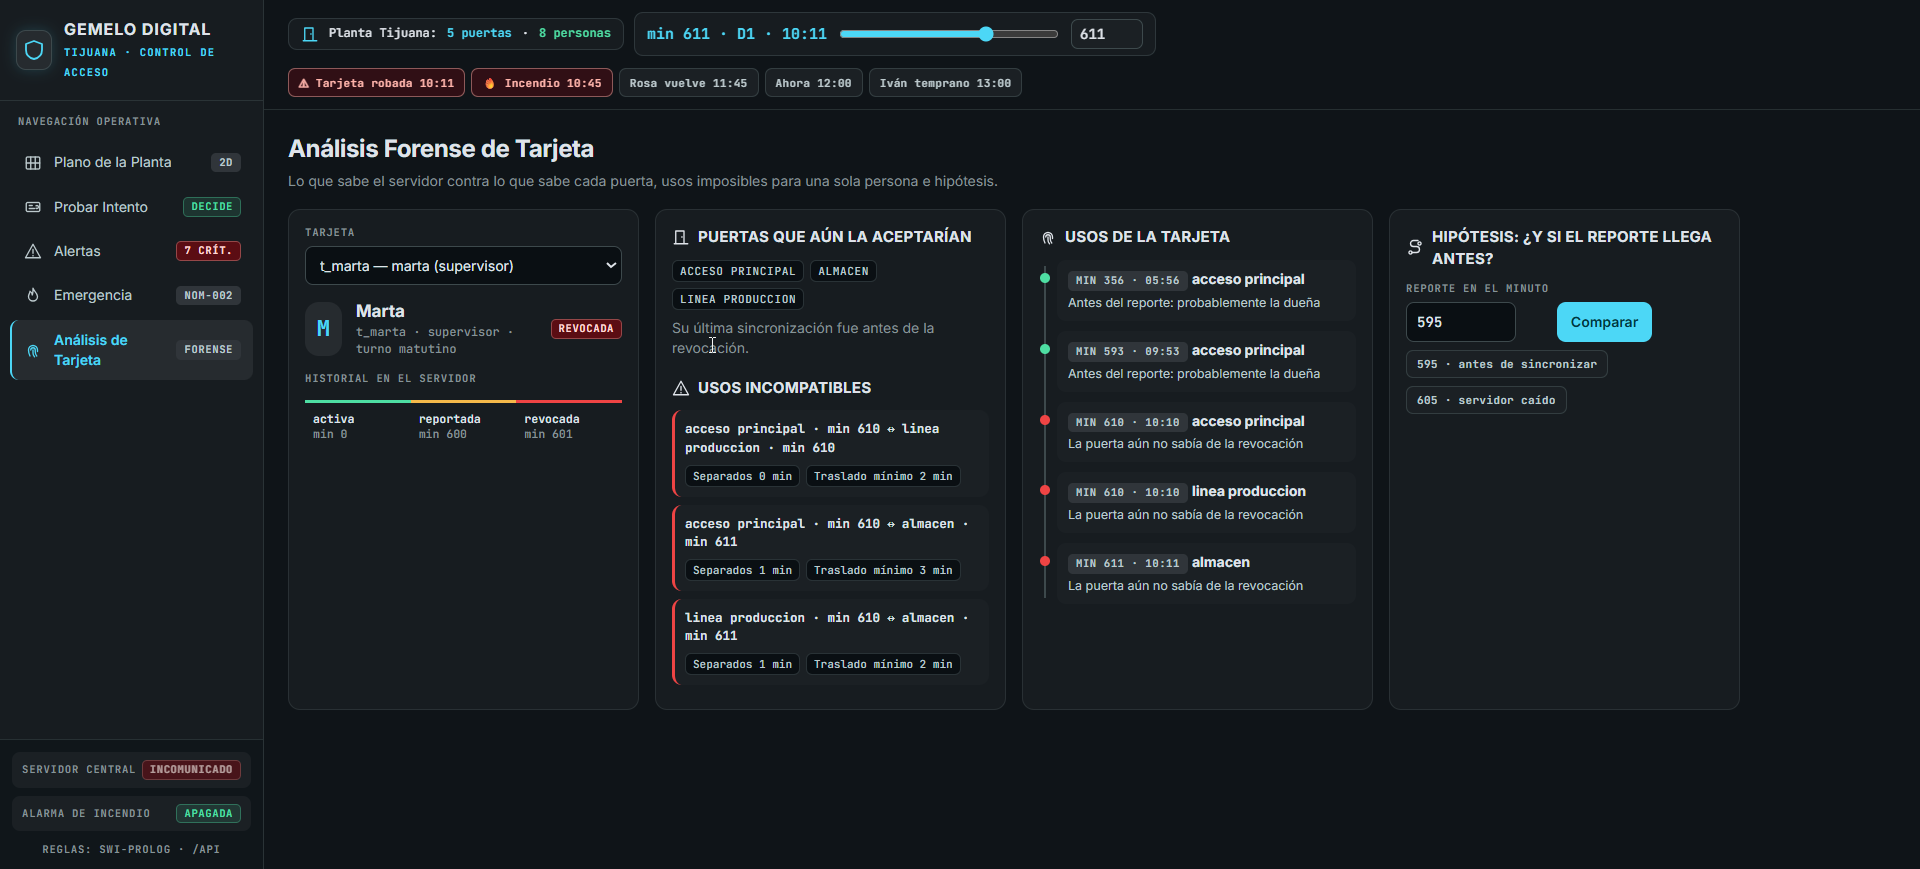 GEMELO DIGITAL
TIJUANA · CONTROL DE
ACCESO
NAVEGACIÓN OPERATIVA
Plano de la Planta 2D
Probar Intento DECIDE
Alertas 7 CRÍT.
Emergencia NOM-002
Análisis de
Tarjeta FORENSE
SERVIDOR CENTRAL INCOMUNICADO
ALARMA DE INCENDIO APAGADA
REGLAS: SWI-PROLOG · /API
Planta Tijuana: 5 puertas · 8 personas
min 611 · D1 · 10:11 611
Tarjeta robada 10:11
Incendio 10:45
Rosa vuelve 11:45
Ahora 12:00
Iván temprano 13:00
Análisis Forense de Tarjeta
Lo que sabe el servidor contra lo que sabe cada puerta, usos imposibles para una sola persona e hipótesis.
TARJETA
t_marta — marta (supervisor)
M
Marta
t_marta · supervisor ·
turno matutino
REVOCADA
HISTORIAL EN EL SERVIDOR
activa
min 0
reportada
min 600
revocada
min 601
PUERTAS QUE AÚN LA ACEPTARÍAN
ACCESO PRINCIPAL ALMACEN
LINEA PRODUCCION
Su última sincronización fue antes de la
revocación.
USOS INCOMPATIBLES
acceso principal · min 610 ↔ linea
produccion · min 610
Separados 0 min Traslado mínimo 2 min
acceso principal · min 610 ↔ almacen ·
min 611
Separados 1 min Traslado mínimo 3 min
linea produccion · min 610 ↔ almacen ·
min 611
Separados 1 min Traslado mínimo 2 min
USOS DE LA TARJETA
MIN 356 · 05:56 acceso principal
Antes del reporte: probablemente la dueña
MIN 593 · 09:53 acceso principal
Antes del reporte: probablemente la dueña
MIN 610 · 10:10 acceso principal
La puerta aún no sabía de la revocación
MIN 610 · 10:10 linea produccion
La puerta aún no sabía de la revocación
MIN 611 · 10:11 almacen
La puerta aún no sabía de la revocación
HIPÓTESIS: ¿Y SI EL REPORTE LLEGA
ANTES?
REPORTE EN EL MINUTO
595 Comparar
595 · antes de sincronizar
605 · servidor caído